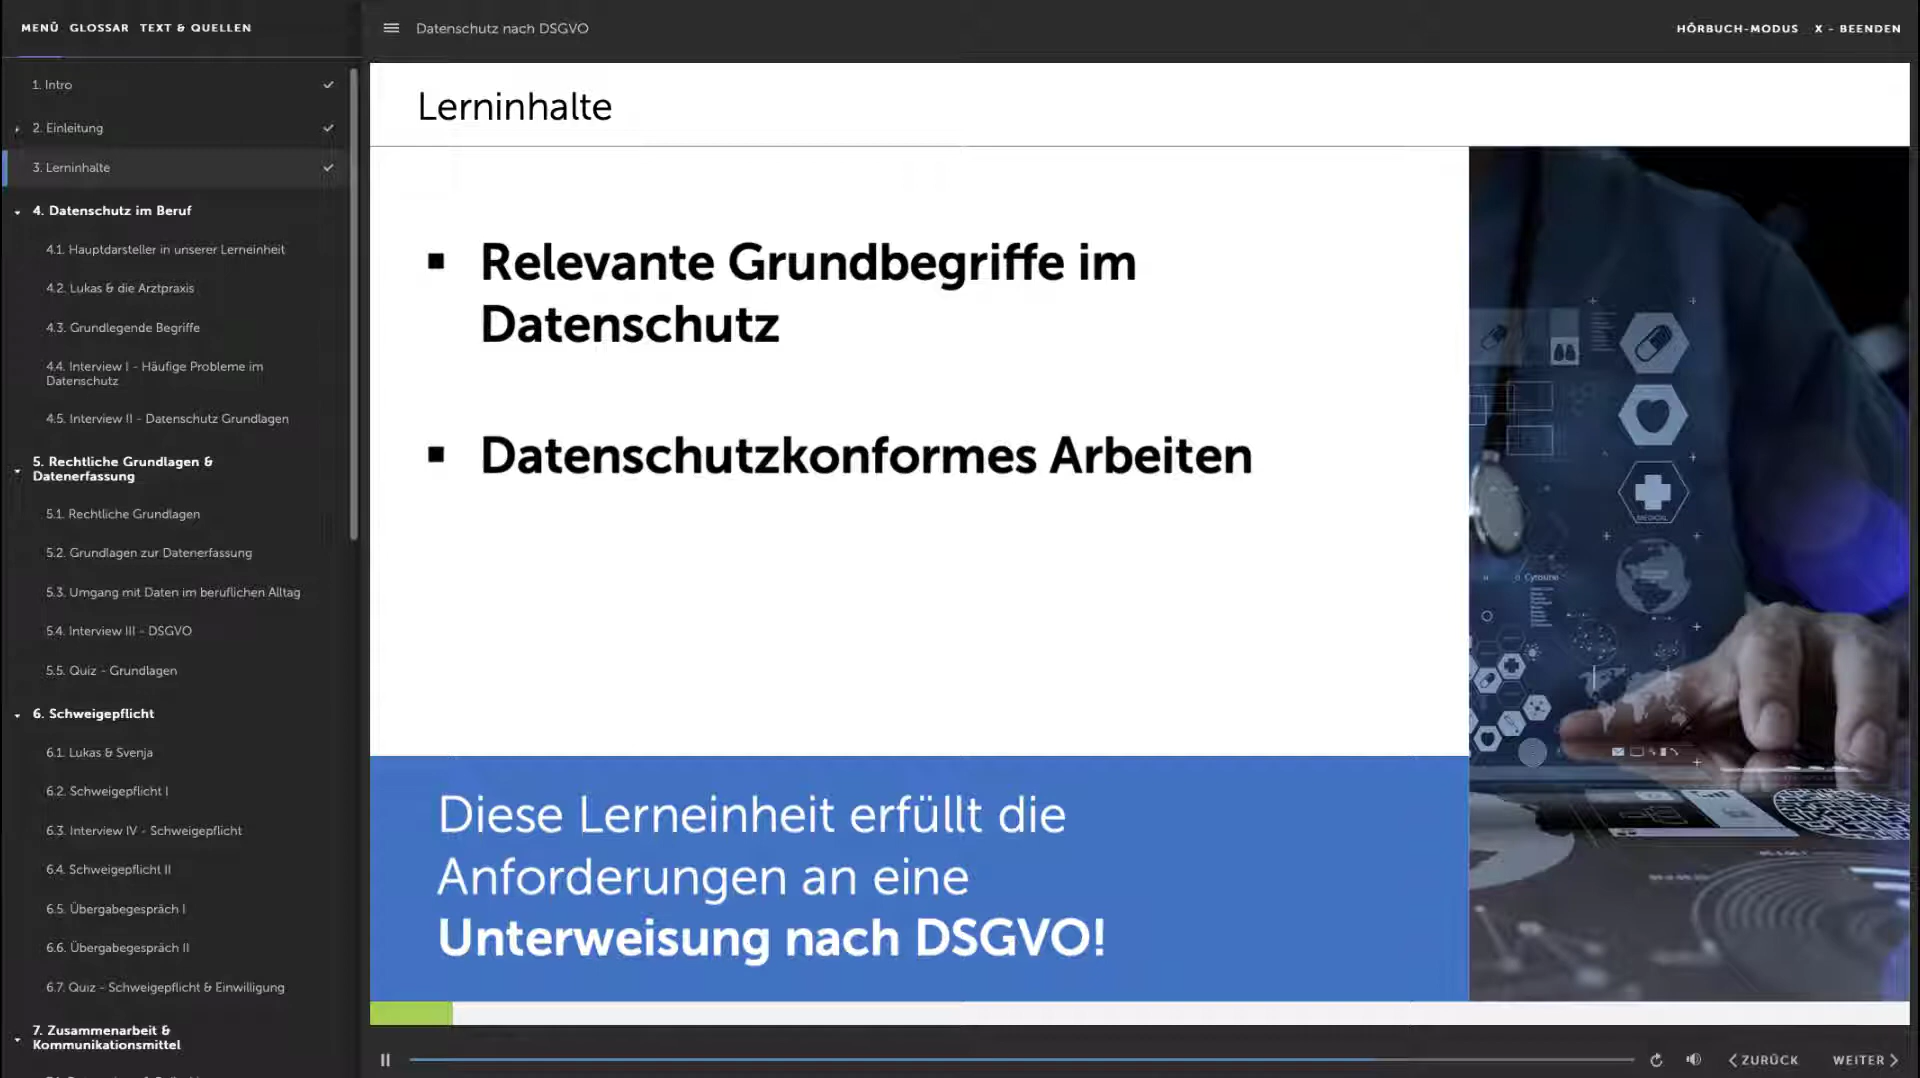 MENÜ GLOSSAR TEXT & QUELLEN
Datenschutz nach DSGVO
HÖRBUCH-MODUS X - BEENDEN
1. Intro
2. Einleitung
3. Lerninhalte
4. Datenschutz im Beruf
4.1. Hauptdarsteller in unserer Lerneinheit
4.2. Lukas & die Arztpraxis
4.3. Grundlegende Begriffe
4.4. Interview I - Häufige Probleme im
Datenschutz
4.5. Interview II - Datenschutz Grundlagen
5. Rechtliche Grundlagen &
Datenerfassung
5.1. Rechtliche Grundlagen
5.2. Grundlagen zur Datenerfassung
5.3. Umgang mit Daten im beruflichen Alltag
5.4. Interview III - DSGVO
5.5. Quiz - Grundlagen
6. Schweigepflicht
6.1. Lukas & Svenja
6.2. Schweigepflicht I
6.3. Interview IV - Schweigepflicht
6.4. Schweigepflicht II
6.5. Übergabegespräch I
6.6. Übergabegespräch II
6.7. Quiz - Schweigepflicht & Einwilligung
7. Zusammenarbeit &
Kommunikationsmittel
Lerninhalte
Relevante Grundbegriffe im
Datenschutz
Datenschutzkonformes Arbeiten
Diese Lerneinheit erfüllt die
Anforderungen an eine
Unterweisung nach DSGVO!
MEDICAL
Cytosine
ZURÜCK
WEITER